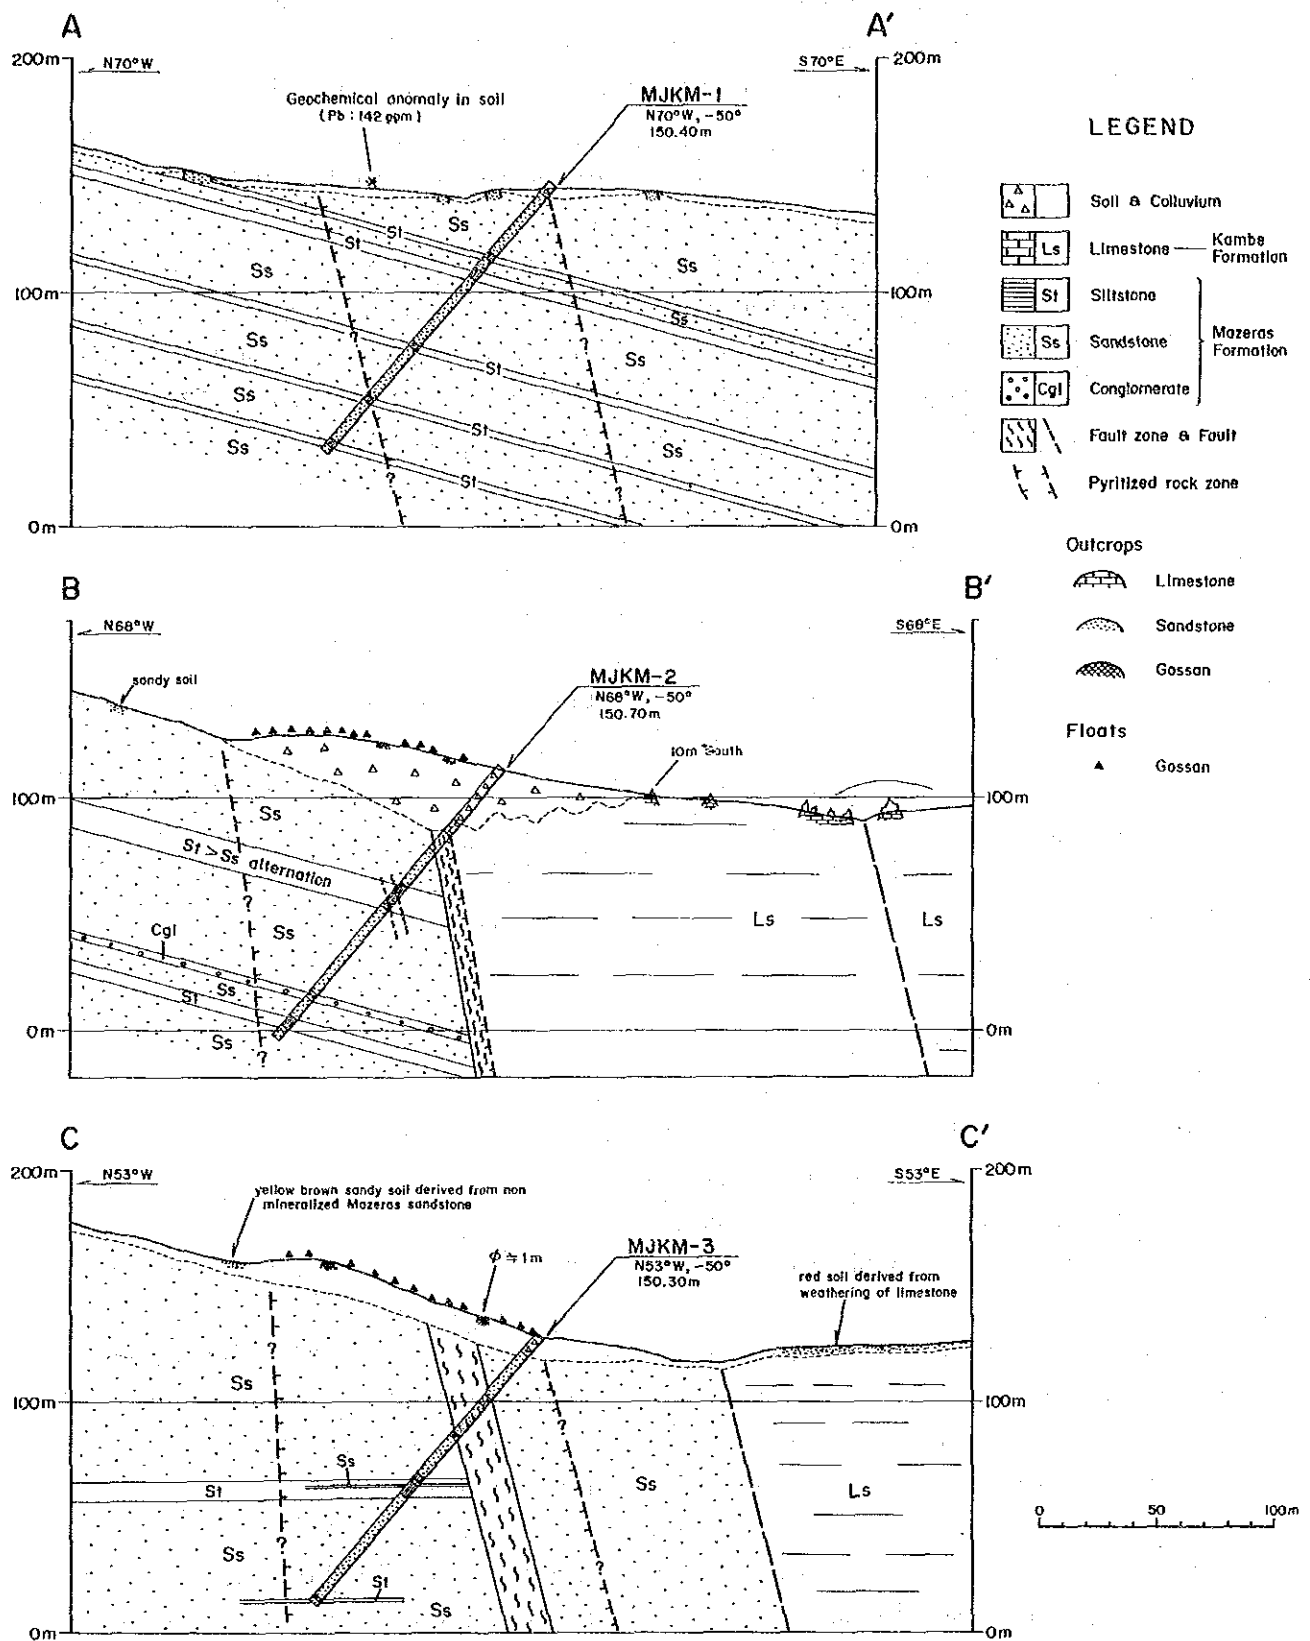 A
A'
200m
N70°W
S70°E
200m
Geochemical anomaly in soil
(Pb : 142 ppm)
MJKM-1
N70°W, -50°
150.40m
St
St
Ss
Ss
Ss
100m
100m
?
Ss
Ss
?
Ss
St
Ss
St
Ss
Ss
?
St
?
0m
0m
LEGEND
Soil & Colluvium
Ls
Limestone
Kambe
Formation
St
Siltstone
Ss
Sandstone
Mazeras
Formation
Cgl
Conglomerate
Fault zone & Fault
Pyritized rock zone
Outcrops
Limestone
Sandstone
Gossan
Floats
Gossan
B
B'
N68°W
S68°E
sandy soil
MJKM-2
N68°W, -50°
150.70m
10m South
100m
100m
Ss
St > Ss alternation
?
Cgl
Ss
Ls
Ls
Ss
St
0m
0m
Ss
?
C
C'
200m
N53°W
S53°E
200m
yellow brown sandy soil derived from non
mineralized Mazeras sandstone
ϕ≒1m
MJKM-3
N53°W, -50°
150.30m
red soil derived from
weathering of limestone
?
Ss
100m
100m
?
Ss
Ss
St
Ls
?
Ss
?
St
Ss
0m
0m
0
50
100m